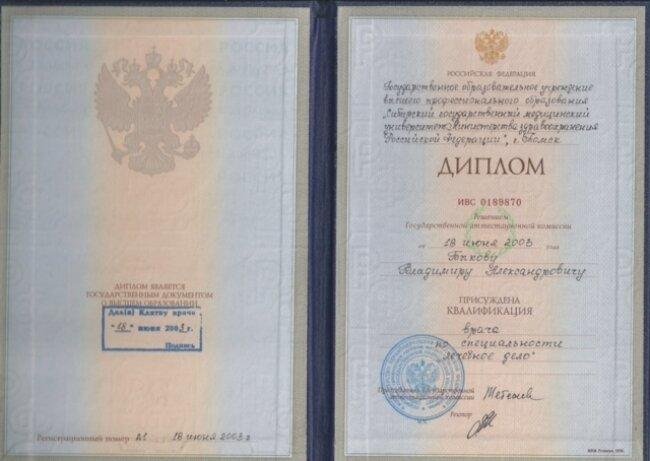 ДИПЛОМ ЯВЛЯЕТСЯ
ГОСУДАРСТВЕННЫМ ДОКУМЕНТОМ
О ВЫСШЕМ ОБРАЗОВАНИИ
Дал(а) Клятву врача
"18" июня 2003 г.
Подпись
Регистрационный номер 21 18 июня 2003 г
РОССИЙСКАЯ ФЕДЕРАЦИЯ
Государственное образовательное учреждение
высшего профессионального образования
"Сибирский государственный медицинский
университет Министерства здравоохранения
Российской Федерации", г. Томск
ДИПЛОМ
ИВС 0189870
Решением
Государственной аттестационной комиссии
от 18 июня 2003 года
Быкову
Владимиру Александровичу
ПРИСУЖДЕНА
КВАЛИФИКАЦИЯ
врача
по специальности
"лечебное дело"
Председатель Государственной
аттестационной комиссии
Ректор